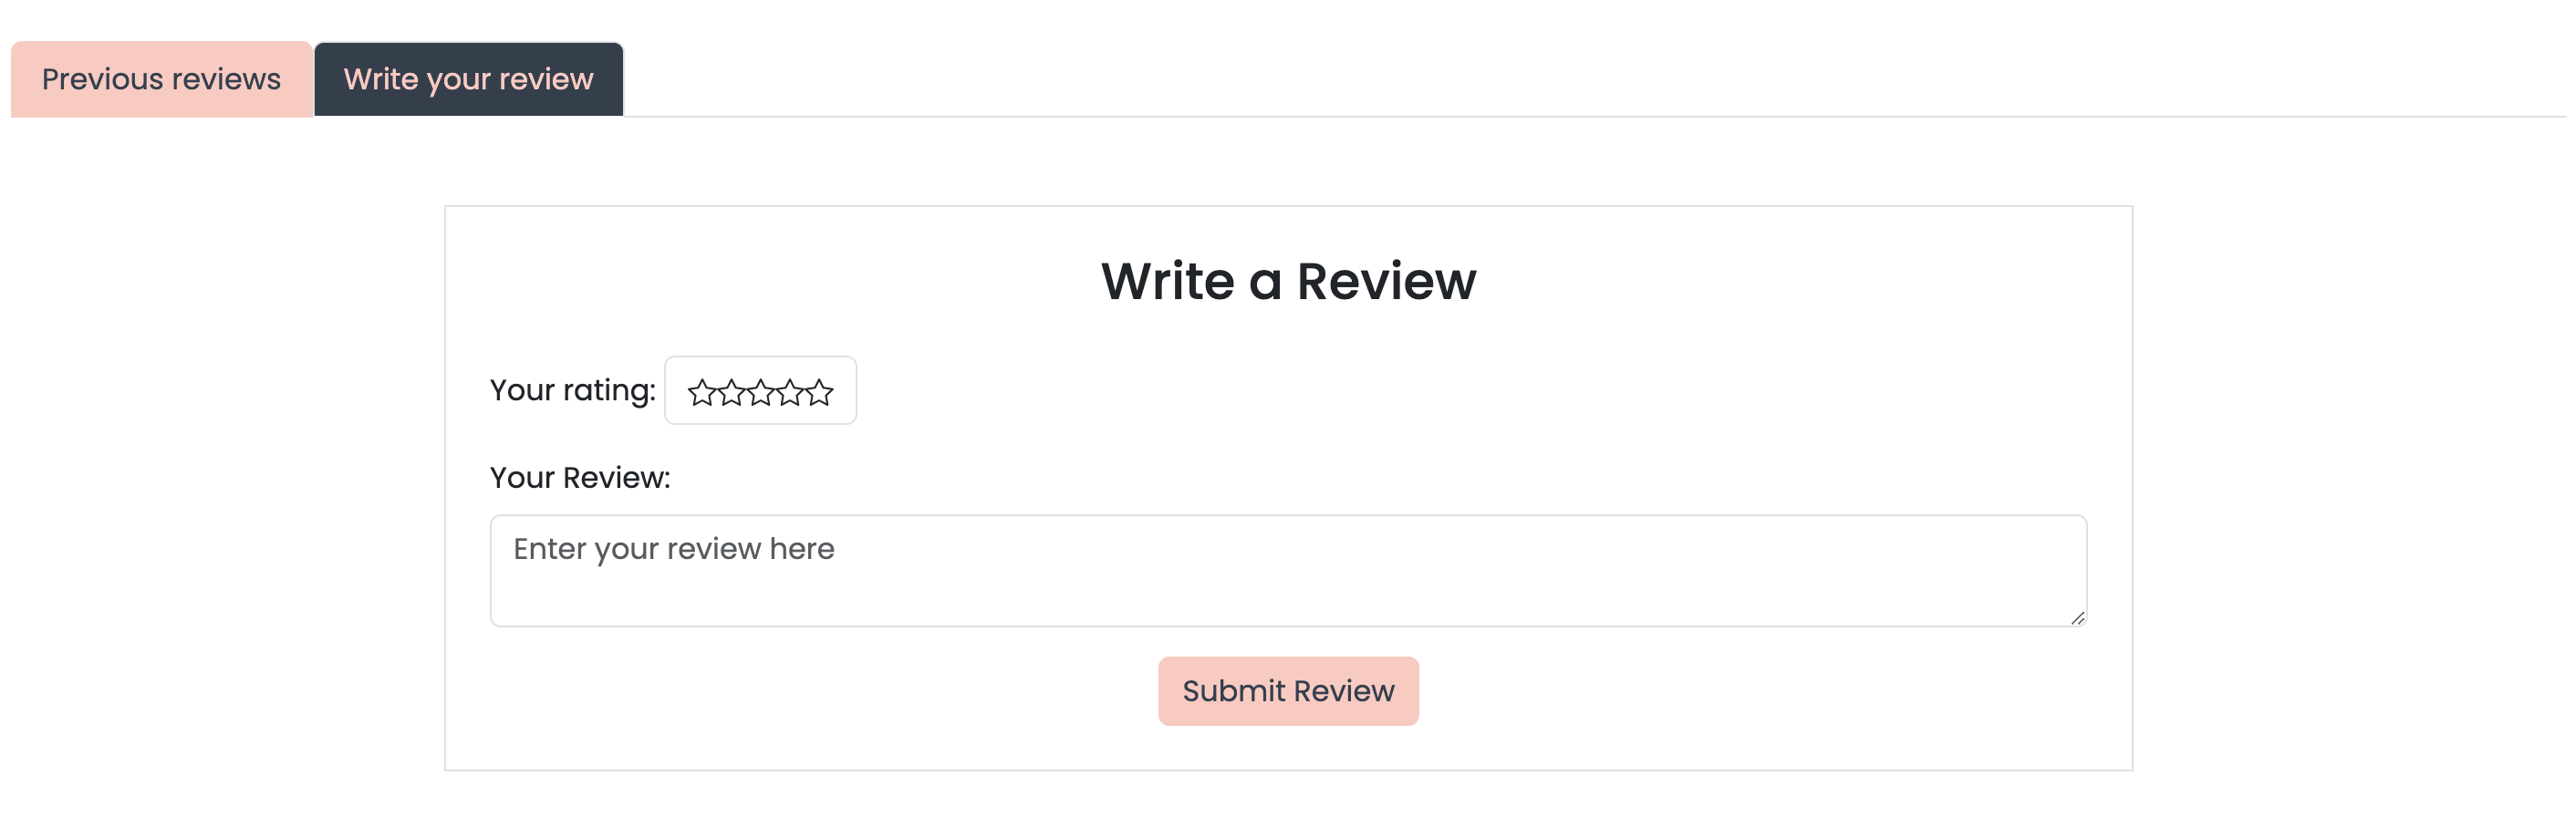 Previous reviews Write your review
Write a Review
Your rating:
Your Review:
Enter your review here
Submit Review